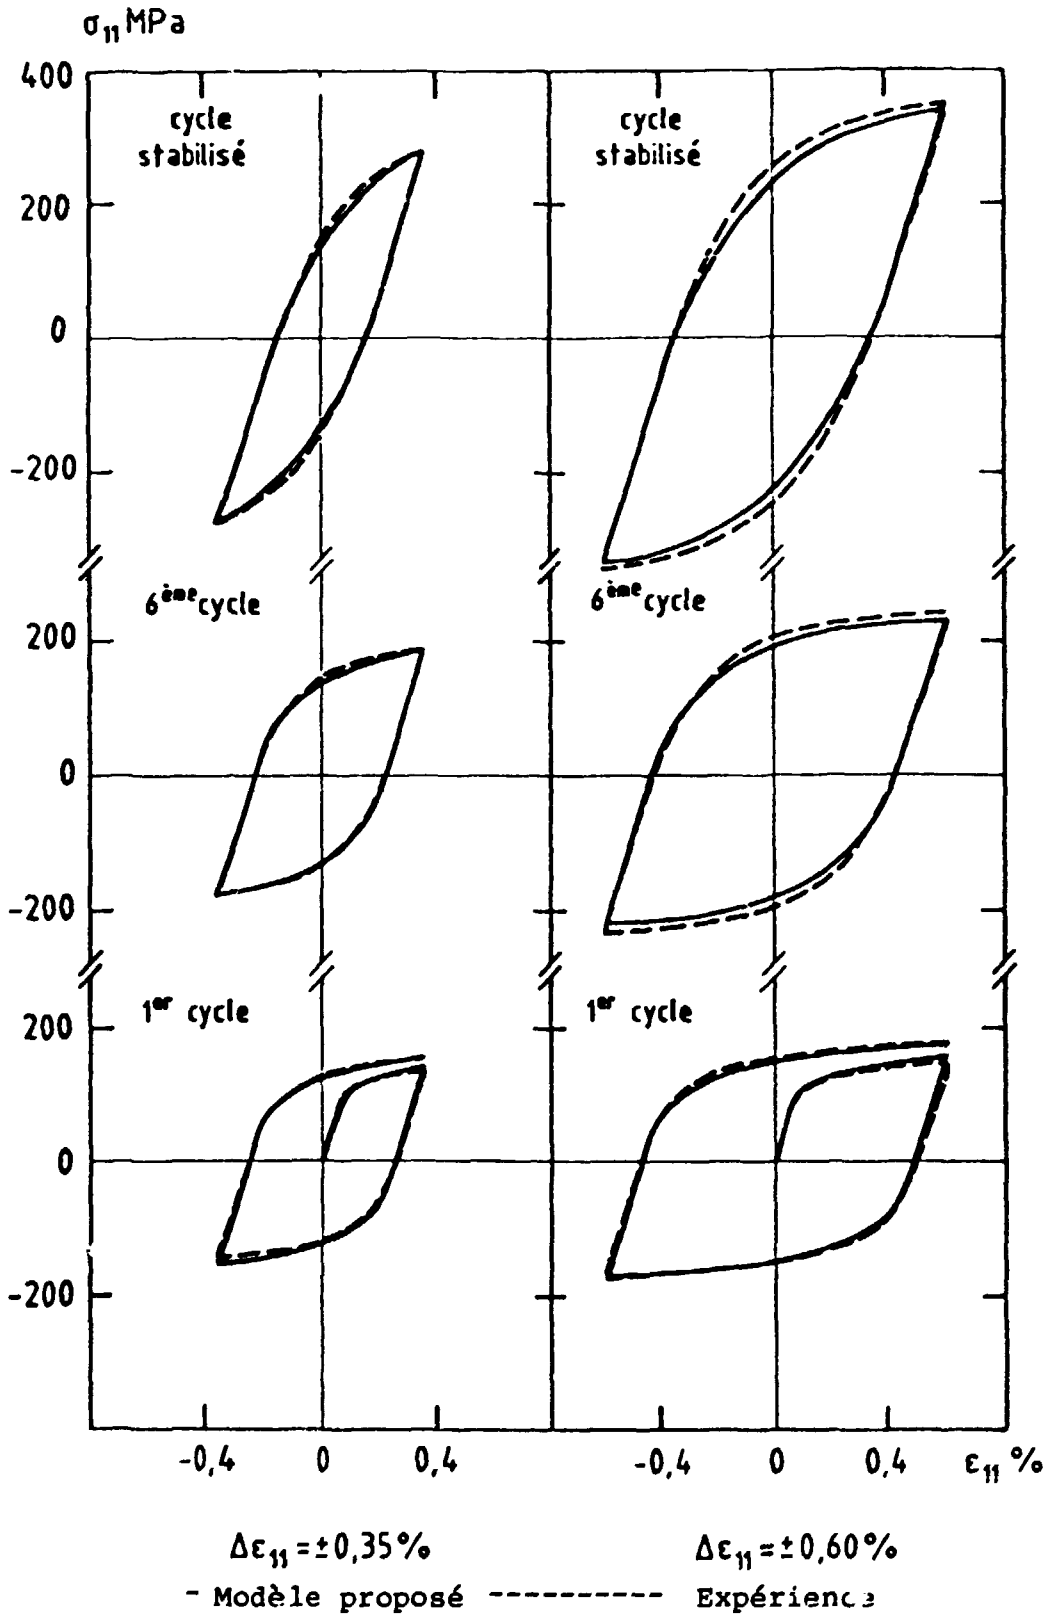 σ₁₁ MPa
400
cycle stabilisé
cycle stabilisé
200
0
-200
6ème cycle
6ème cycle
200
0
-200
1er cycle
1er cycle
200
0
-200
-0,4 0 0,4 -0,4 0 0,4 ε₁₁ %
Δε₁₁ = ±0,35% Δε₁₁ = ±0,60%
- Modèle proposé ---------- Expérience